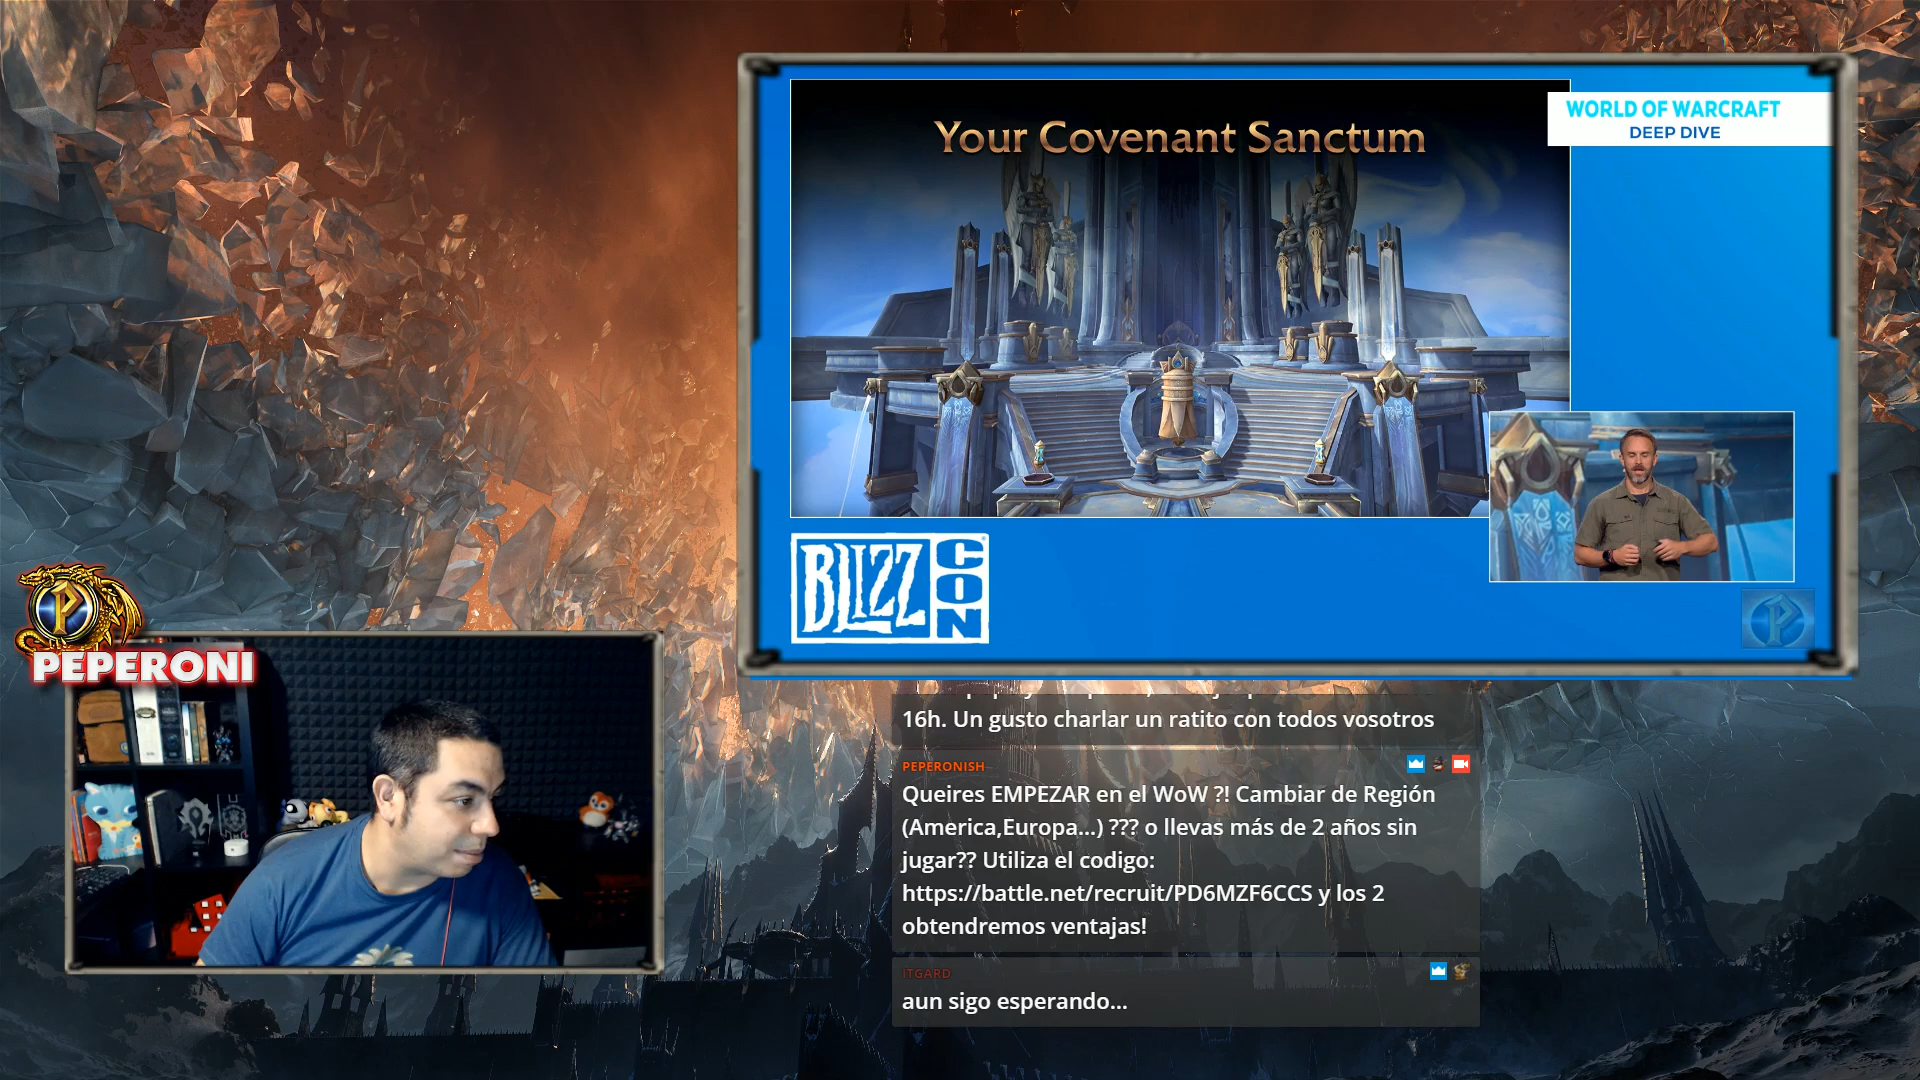 Your Covenant Sanctum
WORLD OF WARCRAFT
DEEP DIVE
BLIZZ
CON
P
PEPERONI
16h. Un gusto charlar un ratito con todos vosotros
PEPERONISH
Queires EMPEZAR en el WoW ?! Cambiar de Región
(America,Europa...) ??? o llevas más de 2 años sin
jugar?? Utiliza el codigo:
https://battle.net/recruit/PD6MZF6CCS y los 2
obtendremos ventajas!
ITGARD
aun sigo esperando...